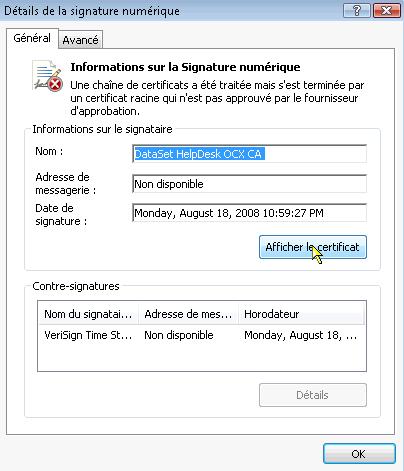 Détails de la signature numérique
Général
Avancé
Informations sur la Signature numérique
Une chaîne de certificats a été traitée mais s'est terminée par
un certificat racine qui n'est pas approuvé par le fournisseur
d'approbation.
Informations sur le signataire
Nom :
DataSet HelpDesk OCX CA
Adresse de
messagerie :
Non disponible
Date de
signature :
Monday, August 18, 2008 10:59:27 PM
Afficher le certificat
Contre-signatures
Nom du signatai... Adresse de mes... Horodateur
VeriSign Time St... Non disponible Monday, August 18, ...
Détails
OK